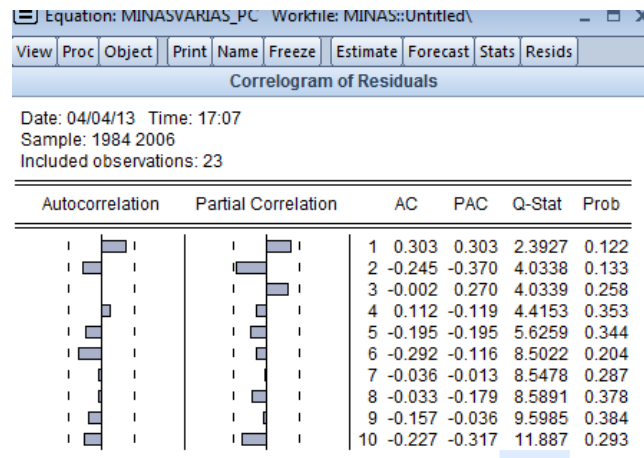 Equation: MINASVARIAS_PC Workfile: MINAS::Untitled\
View Proc Object Print Name Freeze Estimate Forecast Stats Resids
Correlogram of Residuals
Date: 04/04/13 Time: 17:07
Sample: 1984 2006
Included observations: 23
Autocorrelation Partial Correlation AC PAC Q-Stat Prob
1 0.303 0.303 2.3927 0.122
2 -0.245 -0.370 4.0338 0.133
3 -0.002 0.270 4.0339 0.258
4 0.112 -0.119 4.4153 0.353
5 -0.195 -0.195 5.6259 0.344
6 -0.292 -0.116 8.5022 0.204
7 -0.036 -0.013 8.5478 0.287
8 -0.033 -0.179 8.5891 0.378
9 -0.157 -0.036 9.5985 0.384
10 -0.227 -0.317 11.887 0.293